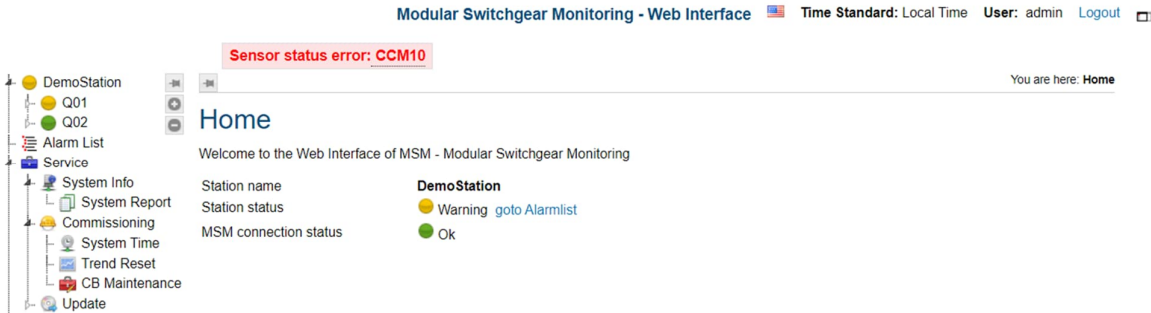 Modular Switchgear Monitoring - Web Interface Time Standard: Local Time User: admin Logout
Sensor status error: CCM10
You are here: Home
DemoStation
Q01
Q02
Alarm List
Service
System Info
System Report
Commissioning
System Time
Trend Reset
CB Maintenance
Update
Home
Welcome to the Web Interface of MSM - Modular Switchgear Monitoring
Station name DemoStation
Station status Warning goto Alarmlist
MSM connection status Ok